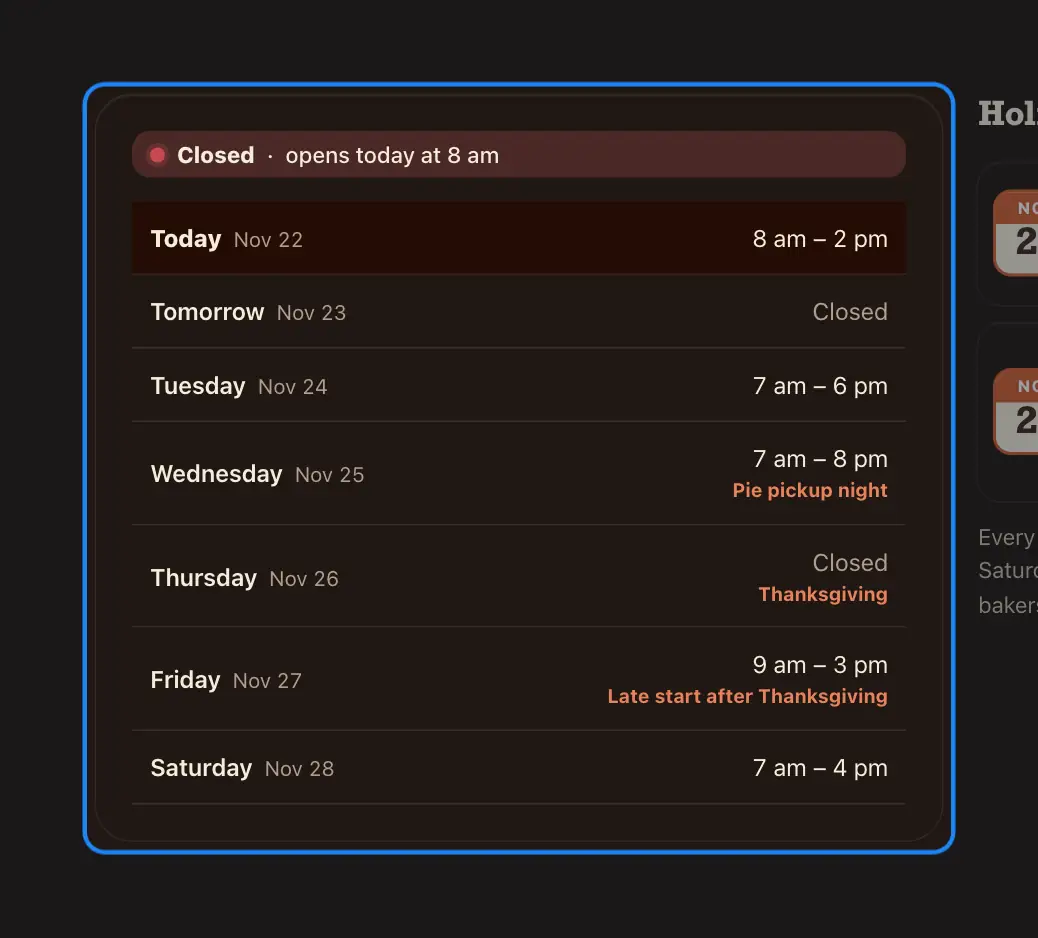 Closed · opens today at 8 am
Today Nov 22 8 am – 2 pm
Tomorrow Nov 23 Closed
Tuesday Nov 24 7 am – 6 pm
Wednesday Nov 25 7 am – 8 pm
Pie pickup night
Thursday Nov 26 Closed
Thanksgiving
Friday Nov 27 9 am – 3 pm
Late start after Thanksgiving
Saturday Nov 28 7 am – 4 pm
Every